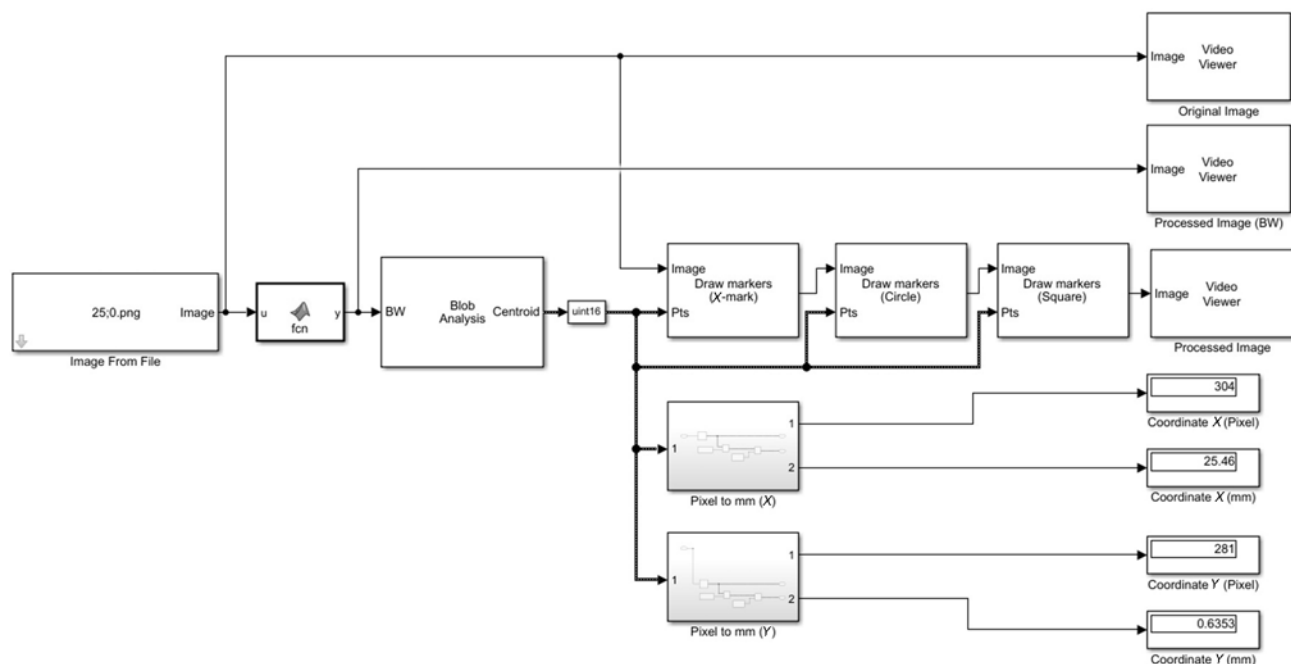 Image
Video
Viewer
Original Image
Image
Video
Viewer
Processed Image (BW)
25;0.png
Image
Image From File
u
fcn
y
BW
Blob
Analysis
Centroid
uint16
Image
Draw markers
(X-mark)
Pts
Image
Draw markers
(Circle)
Pts
Image
Draw markers
(Square)
Pts
Image
Video
Viewer
Processed Image
1
1
2
Pixel to mm (X)
304
Coordinate X (Pixel)
25.46
Coordinate X (mm)
1
1
2
Pixel to mm (Y)
281
Coordinate Y (Pixel)
0.6353
Coordinate Y (mm)